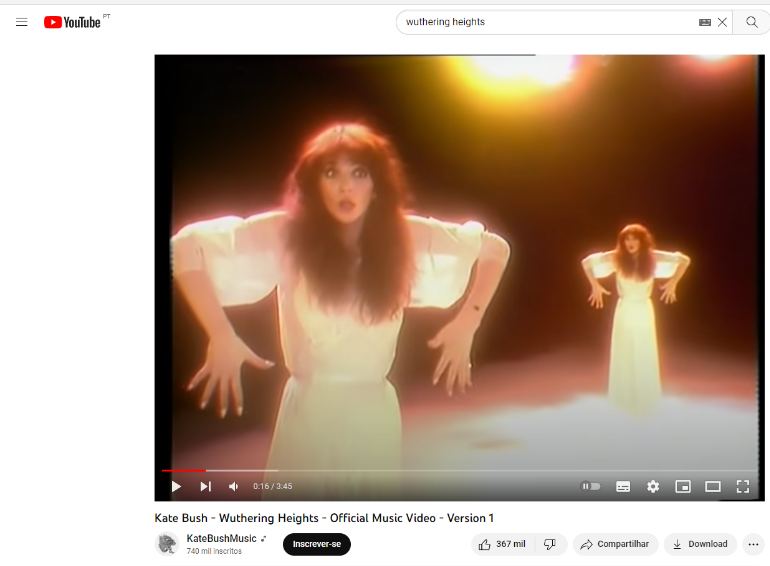 YouTube PT
wuthering heights
0:16 / 3:45
Kate Bush - Wuthering Heights - Official Music Video - Version 1
KateBushMusic
740 mil inscritos
Inscrever-se
367 mil
Compartilhar
Download